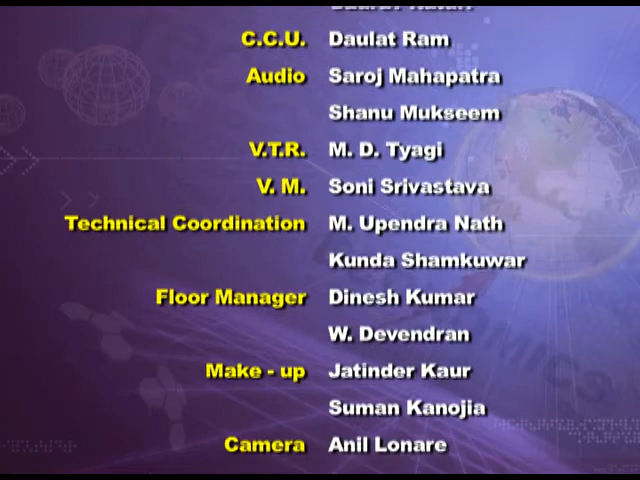 C.C.U. Daulat Ram
Audio Saroj Mahapatra
Shanu Mukseem
V.T.R. M. D. Tyagi
V. M. Soni Srivastava
Technical Coordination M. Upendra Nath
Kunda Shamkuwar
Floor Manager Dinesh Kumar
W. Devendran
Make - up Jatinder Kaur
Suman Kanojia
Camera Anil Lonare